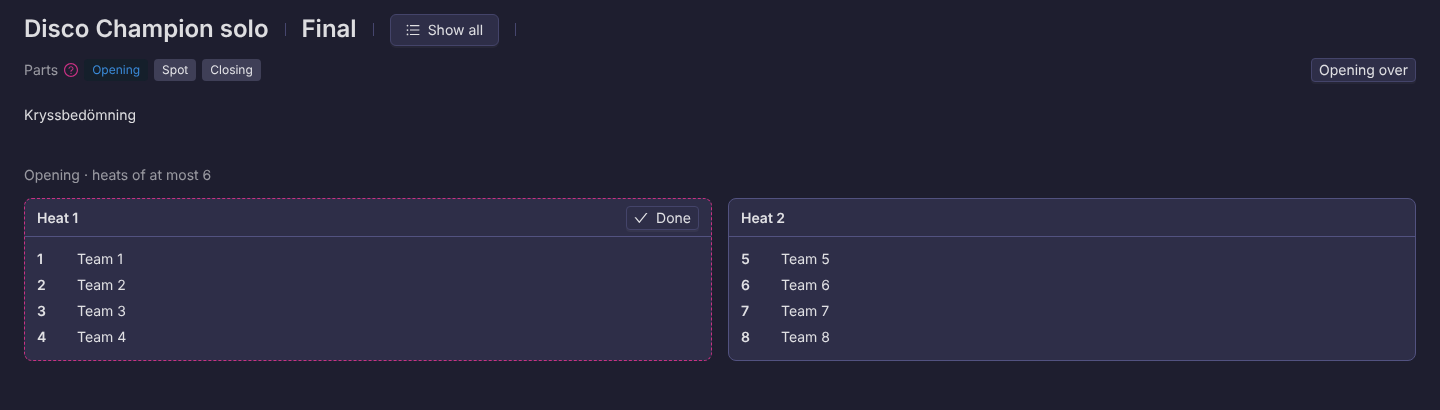 Disco Champion solo Final Show all
Parts Opening Spot Closing Opening over
Kryssbedömning
Opening · heats of at most 6
Heat 1 Done
1 Team 1
2 Team 2
3 Team 3
4 Team 4
Heat 2
5 Team 5
6 Team 6
7 Team 7
8 Team 8